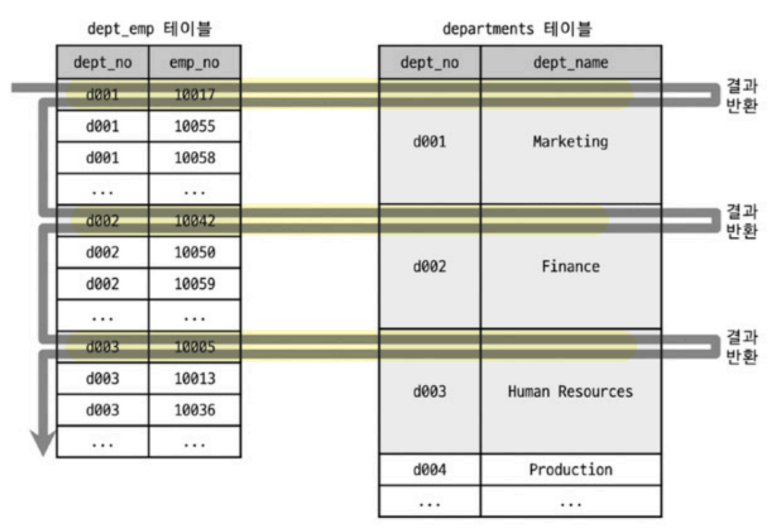 dept_emp 테이블
dept_no emp_no
d001 10017
d001 10055
d001 10058
... ...
d002 10042
d002 10050
d002 10059
... ...
d003 10005
d003 10013
d003 10036
... ...
departments 테이블
dept_no dept_name
d001 Marketing
d002 Finance
d003 Human Resources
d004 Production
... ...
결과
반환
결과
반환
결과
반환